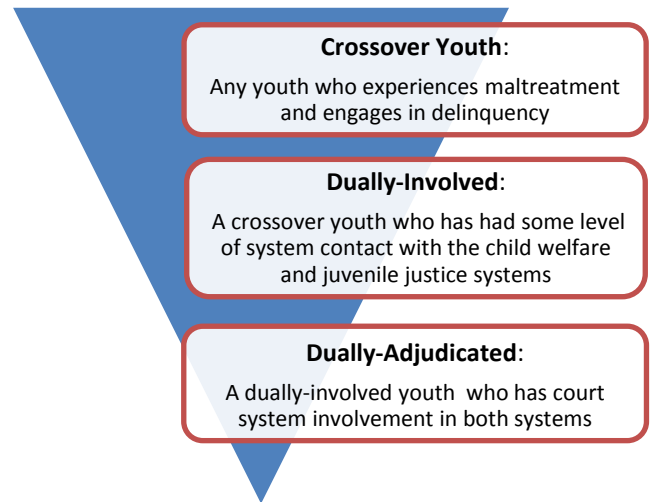 Crossover Youth:
Any youth who experiences maltreatment
and engages in delinquency
Dually-Involved:
A crossover youth who has had some level
of system contact with the child welfare
and juvenile justice systems
Dually-Adjudicated:
A dually-involved youth who has court
system involvement in both systems